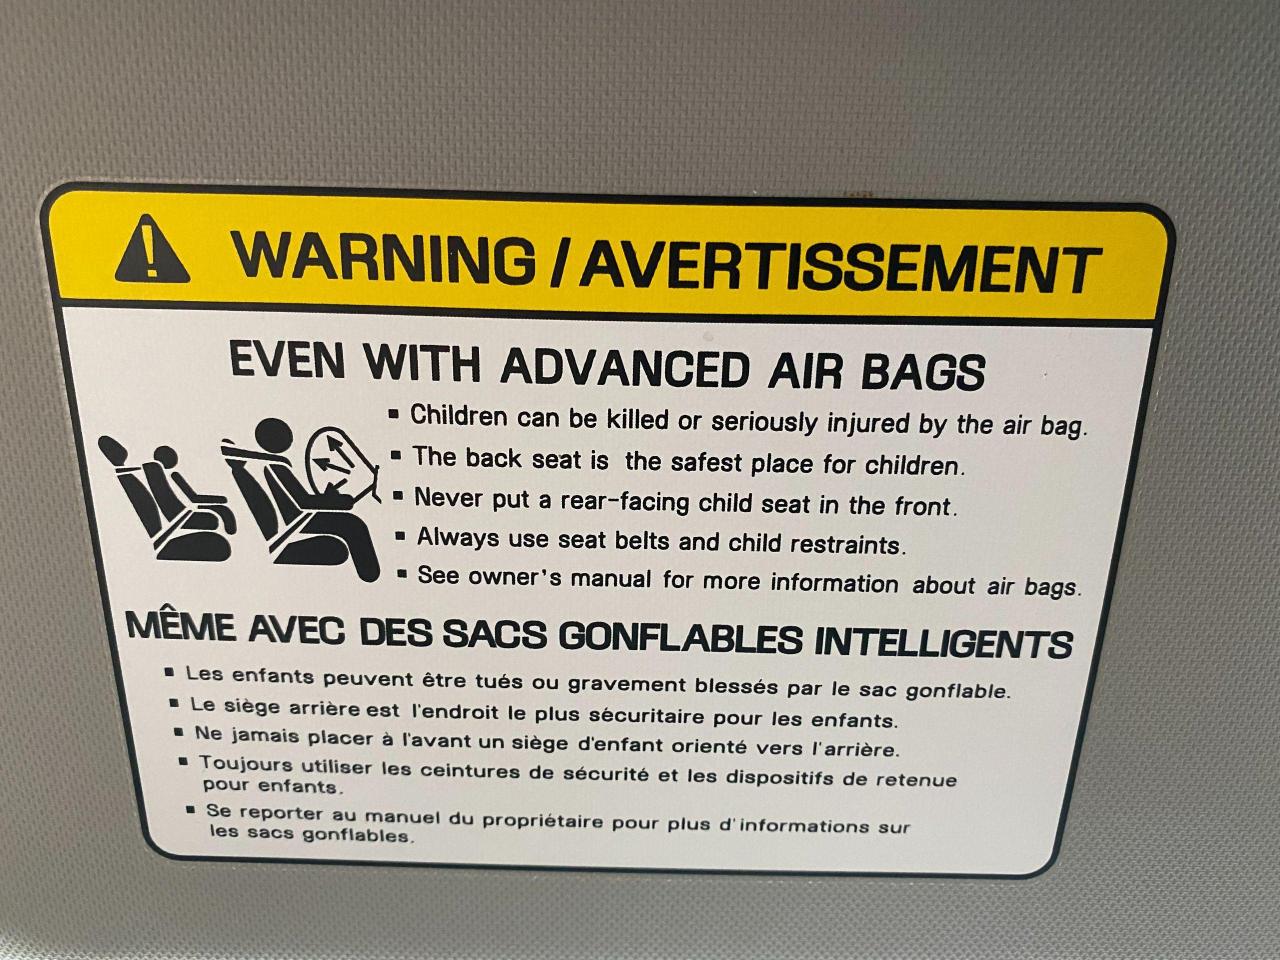 WARNING / AVERTISSEMENT
EVEN WITH ADVANCED AIR BAGS
▪ Children can be killed or seriously injured by the air bag.
▪ The back seat is the safest place for children.
▪ Never put a rear-facing child seat in the front.
▪ Always use seat belts and child restraints.
▪ See owner's manual for more information about air bags.
MÊME AVEC DES SACS GONFLABLES INTELLIGENTS
▪ Les enfants peuvent être tués ou gravement blessés par le sac gonflable.
▪ Le siège arrière est l'endroit le plus sécuritaire pour les enfants.
▪ Ne jamais placer à l'avant un siège d'enfant orienté vers l'arrière.
▪ Toujours utiliser les ceintures de sécurité et les dispositifs de retenue
pour enfants.
▪ Se reporter au manuel du propriétaire pour plus d'informations sur
les sacs gonflables.